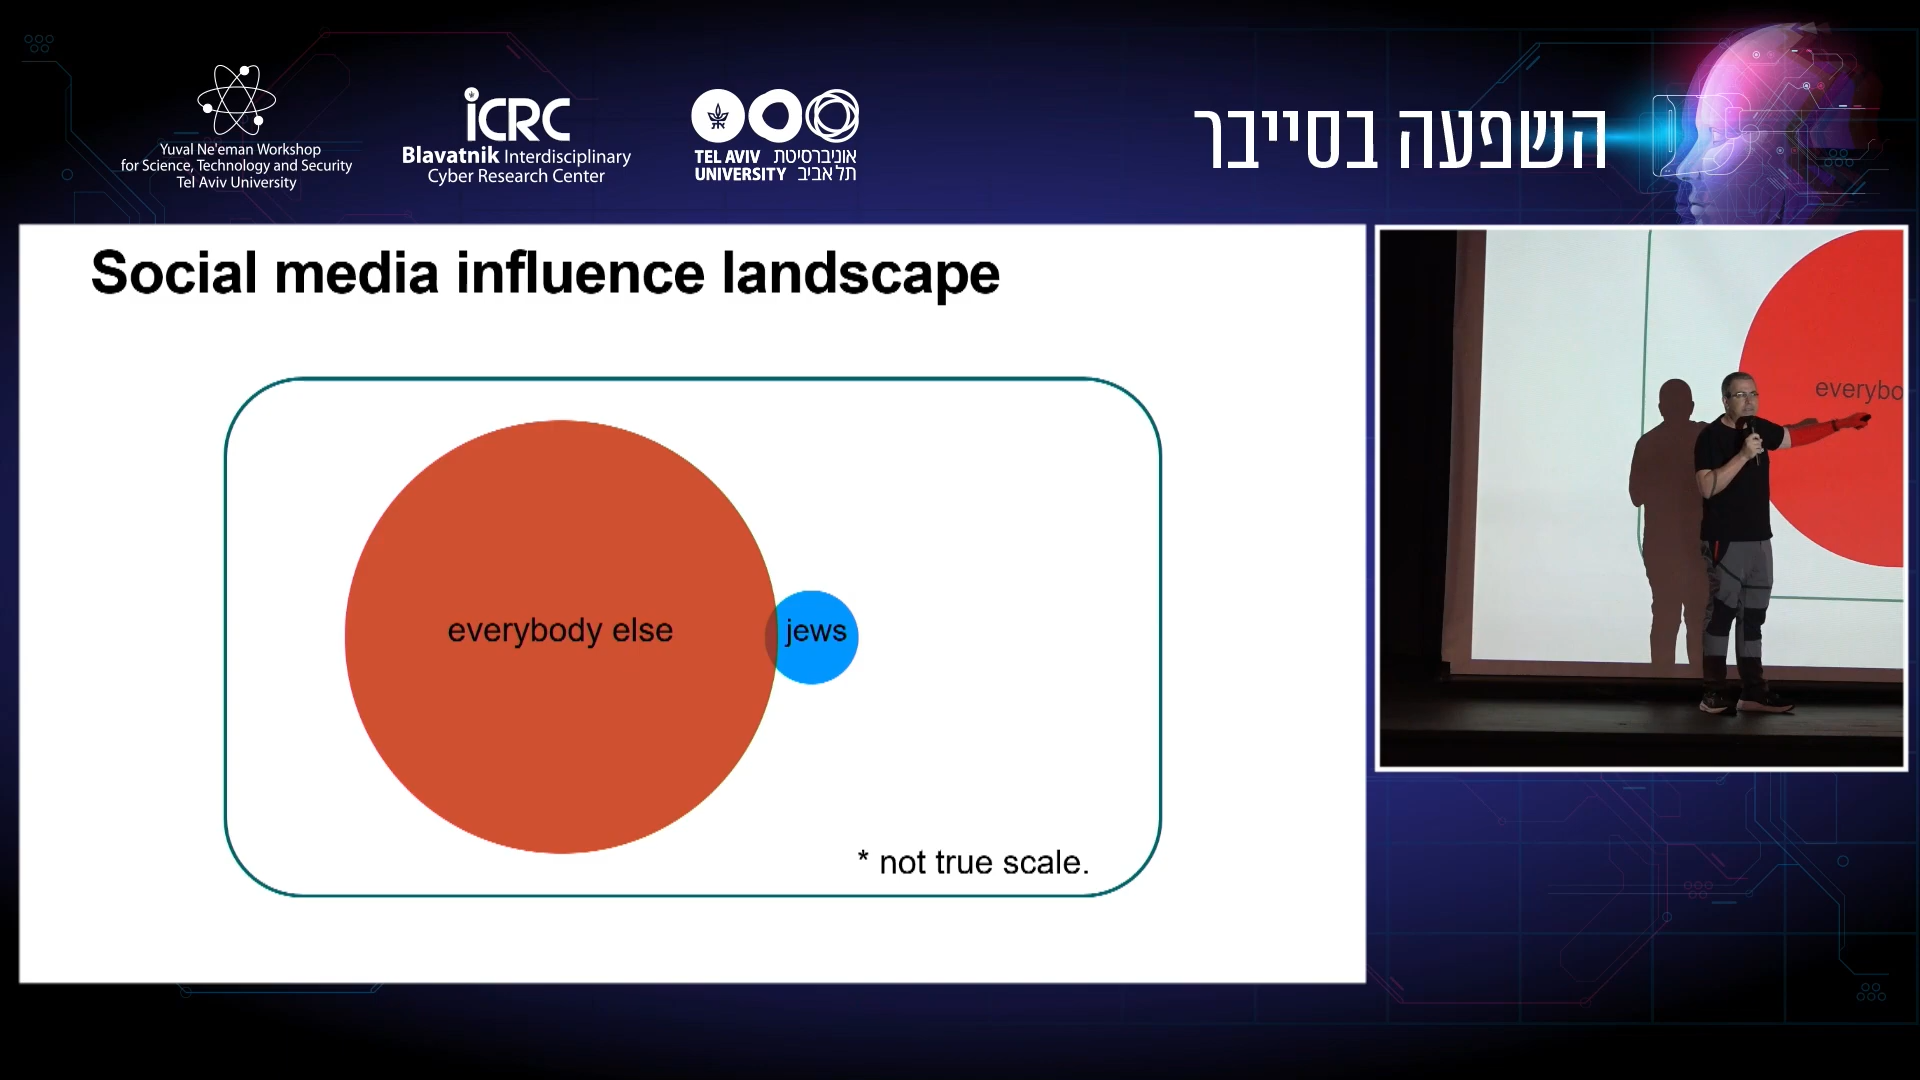 Yuval Ne'eman Workshop
for Science, Technology and Security
Tel Aviv University
iCRC
Blavatnik Interdisciplinary
Cyber Research Center
TEL AVIV אוניברסיטת
UNIVERSITY תל אביב
השפעה בסייבר
Social media influence landscape
everybody else
jews
* not true scale.
everybo